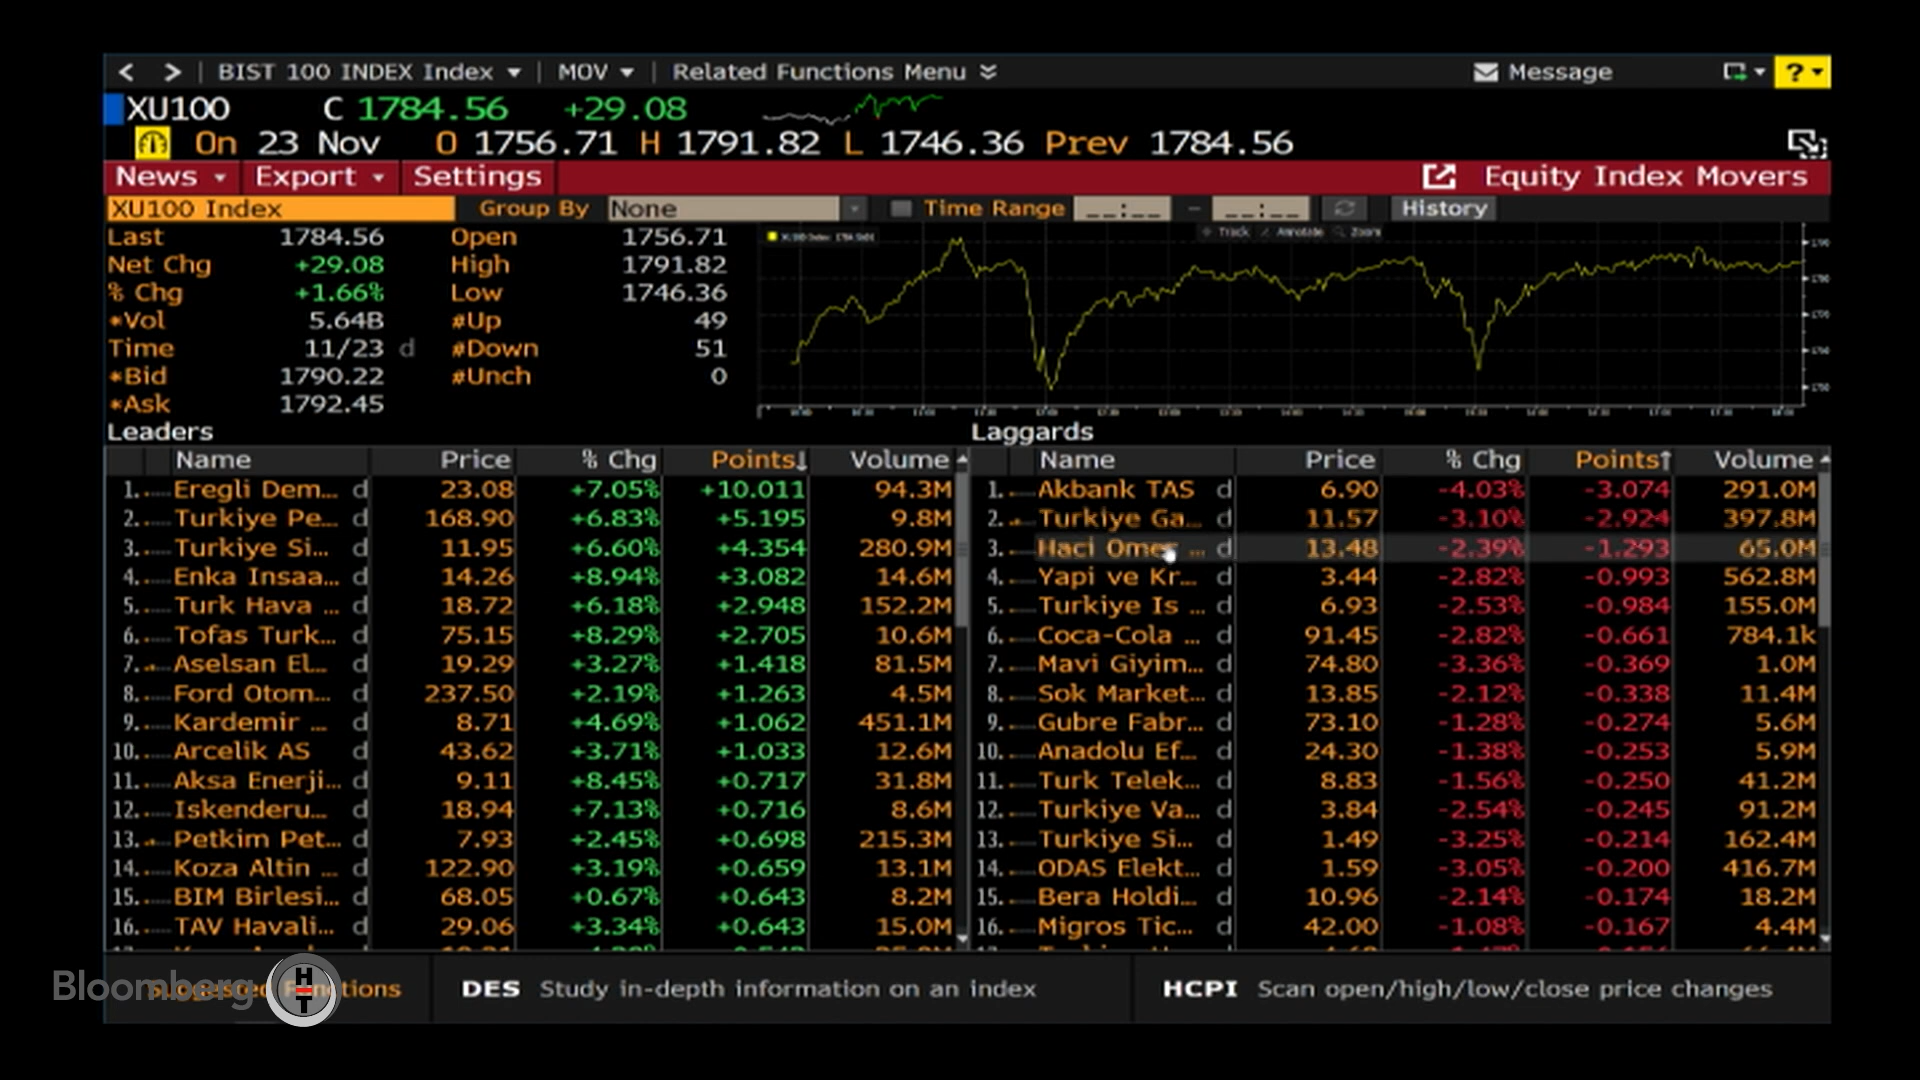 BIST 100 INDEX Index MOV Related Functions Menu Message ?
XU100 C 1784.56 +29.08
On 23 Nov O 1756.71 H 1791.82 L 1746.36 Prev 1784.56
News Export Settings Equity Index Movers
XU100 Index Group By None Time Range __:__ – __:__ History
Last 1784.56 Open 1756.71
Net Chg +29.08 High 1791.82
% Chg +1.66% Low 1746.36
*Vol 5.64B #Up 49
Time 11/23 d #Down 51
*Bid 1790.22 #Unch 0
*Ask 1792.45
Track Annotate Zoom
Leaders Laggards
Name Price % Chg Points↓ Volume Name Price % Chg Points↑ Volume
1. Eregli Dem... d 23.08 +7.05% +10.011 94.3M 1. Akbank TAS d 6.90 -4.03% -3.074 291.0M
2. Turkiye Pe... d 168.90 +6.83% +5.195 9.8M 2. Turkiye Ga... d 11.57 -3.10% -2.924 397.8M
3. Turkiye Si... d 11.95 +6.60% +4.354 280.9M 3. Haci Omer ... d 13.48 -2.39% -1.293 65.0M
4. Enka Insaa... d 14.26 +8.94% +3.082 14.6M 4. Yapi ve Kr... d 3.44 -2.82% -0.993 562.8M
5. Turk Hava ... d 18.72 +6.18% +2.948 152.2M 5. Turkiye Is ... d 6.93 -2.53% -0.984 155.0M
6. Tofas Turk... d 75.15 +8.29% +2.705 10.6M 6. Coca-Cola ... d 91.45 -2.82% -0.661 784.1k
7. Aselsan El... d 19.29 +3.27% +1.418 81.5M 7. Mavi Giyim... d 74.80 -3.36% -0.369 1.0M
8. Ford Otom... d 237.50 +2.19% +1.263 4.5M 8. Sok Market... d 13.85 -2.12% -0.338 11.4M
9. Kardemir ... d 8.71 +4.69% +1.062 451.1M 9. Gubre Fabr... d 73.10 -1.28% -0.274 5.6M
10. Arcelik AS d 43.62 +3.71% +1.033 12.6M 10. Anadolu Ef... d 24.30 -1.38% -0.253 5.9M
11. Aksa Enerji... d 9.11 +8.45% +0.717 31.8M 11. Turk Telek... d 8.83 -1.56% -0.250 41.2M
12. Iskenderu... d 18.94 +7.13% +0.716 8.6M 12. Turkiye Va... d 3.84 -2.54% -0.245 91.2M
13. Petkim Pet... d 7.93 +2.45% +0.698 215.3M 13. Turkiye Si... d 1.49 -3.25% -0.214 162.4M
14. Koza Altin ... d 122.90 +3.19% +0.659 13.1M 14. ODAS Elekt... d 1.59 -3.05% -0.200 416.7M
15. BIM Birlesi... d 68.05 +0.67% +0.643 8.2M 15. Bera Holdi... d 10.96 -2.14% -0.174 18.2M
16. TAV Havali... d 29.06 +3.34% +0.643 15.0M 16. Migros Tic... d 42.00 -1.08% -0.167 4.4M
Suggested Functions DES Study in-depth information on an index HCPI Scan open/high/low/close price changes
Bloomberg HT